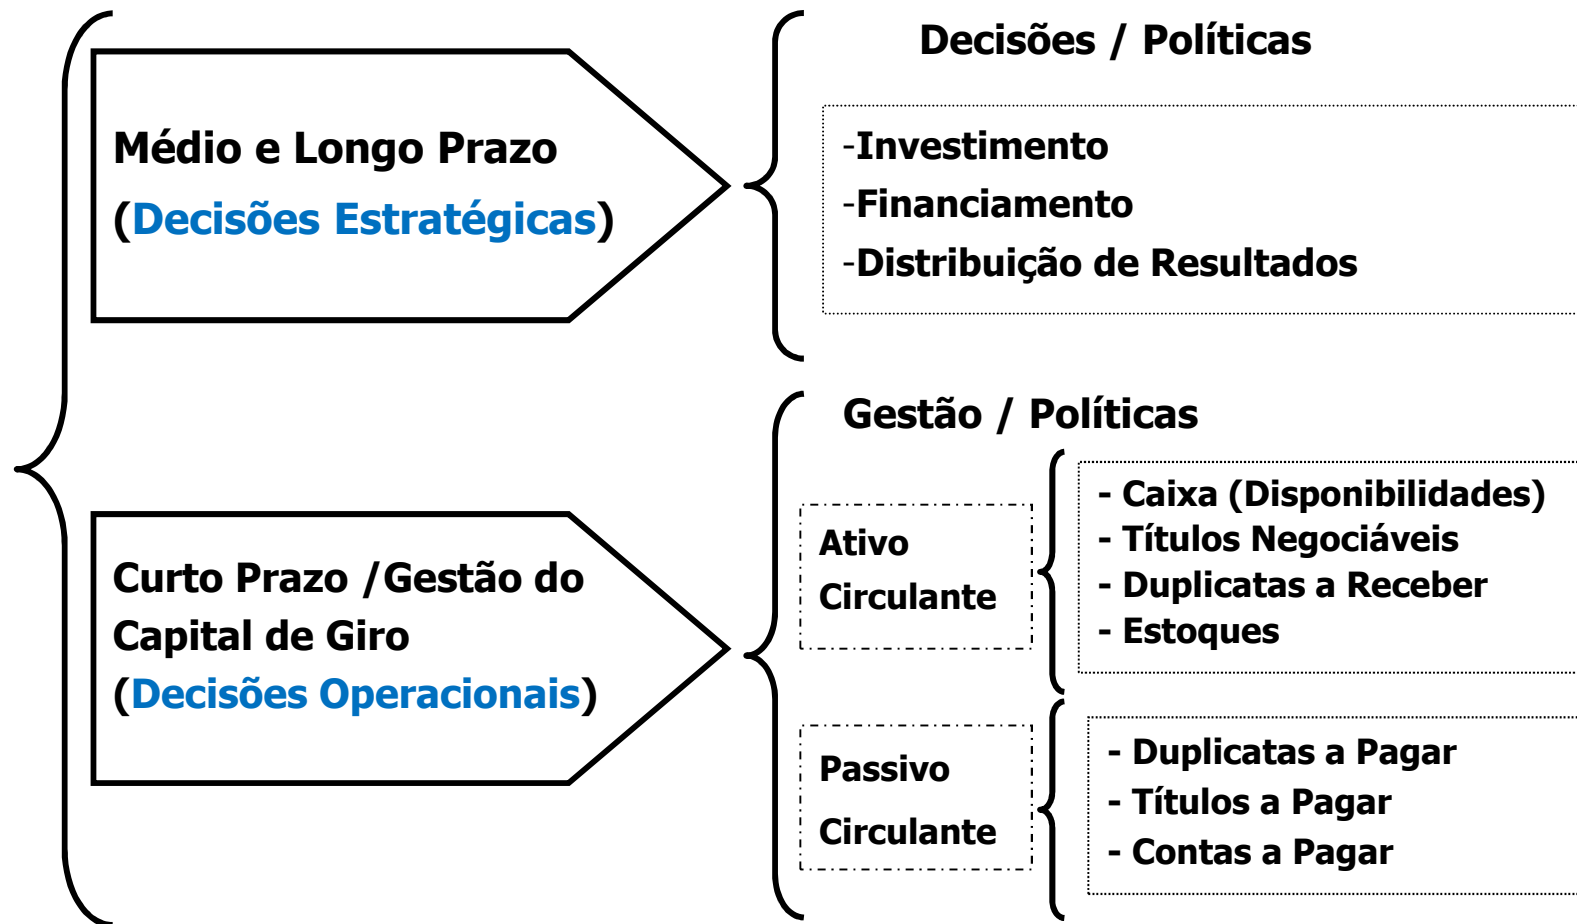 Médio e Longo Prazo
(Decisões Estratégicas)
Decisões / Políticas
-Investimento
-Financiamento
-Distribuição de Resultados
Curto Prazo /Gestão do
Capital de Giro
(Decisões Operacionais)
Gestão / Políticas
Ativo
Circulante
- Caixa (Disponibilidades)
- Títulos Negociáveis
- Duplicatas a Receber
- Estoques
Passivo
Circulante
- Duplicatas a Pagar
- Títulos a Pagar
- Contas a Pagar